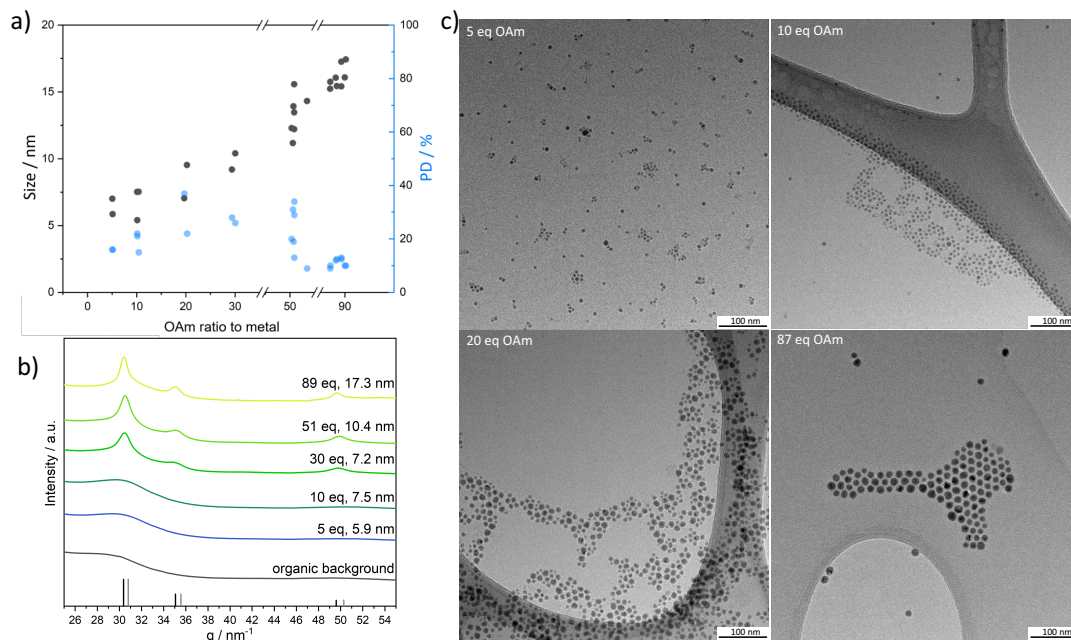 a)
20
15
10
5
0
Size / nm
100
80
60
40
20
0
PD / %
0 10 20 30 50 90
OAm ratio to metal
b)
89 eq, 17.3 nm
51 eq, 10.4 nm
30 eq, 7.2 nm
10 eq, 7.5 nm
5 eq, 5.9 nm
organic background
Intensity / a.u.
26 28 30 32 34 36 38 40 42 44 46 48 50 52 54
q / nm⁻¹
c)
5 eq OAm
100 nm
10 eq OAm
100 nm
20 eq OAm
100 nm
87 eq OAm
100 nm